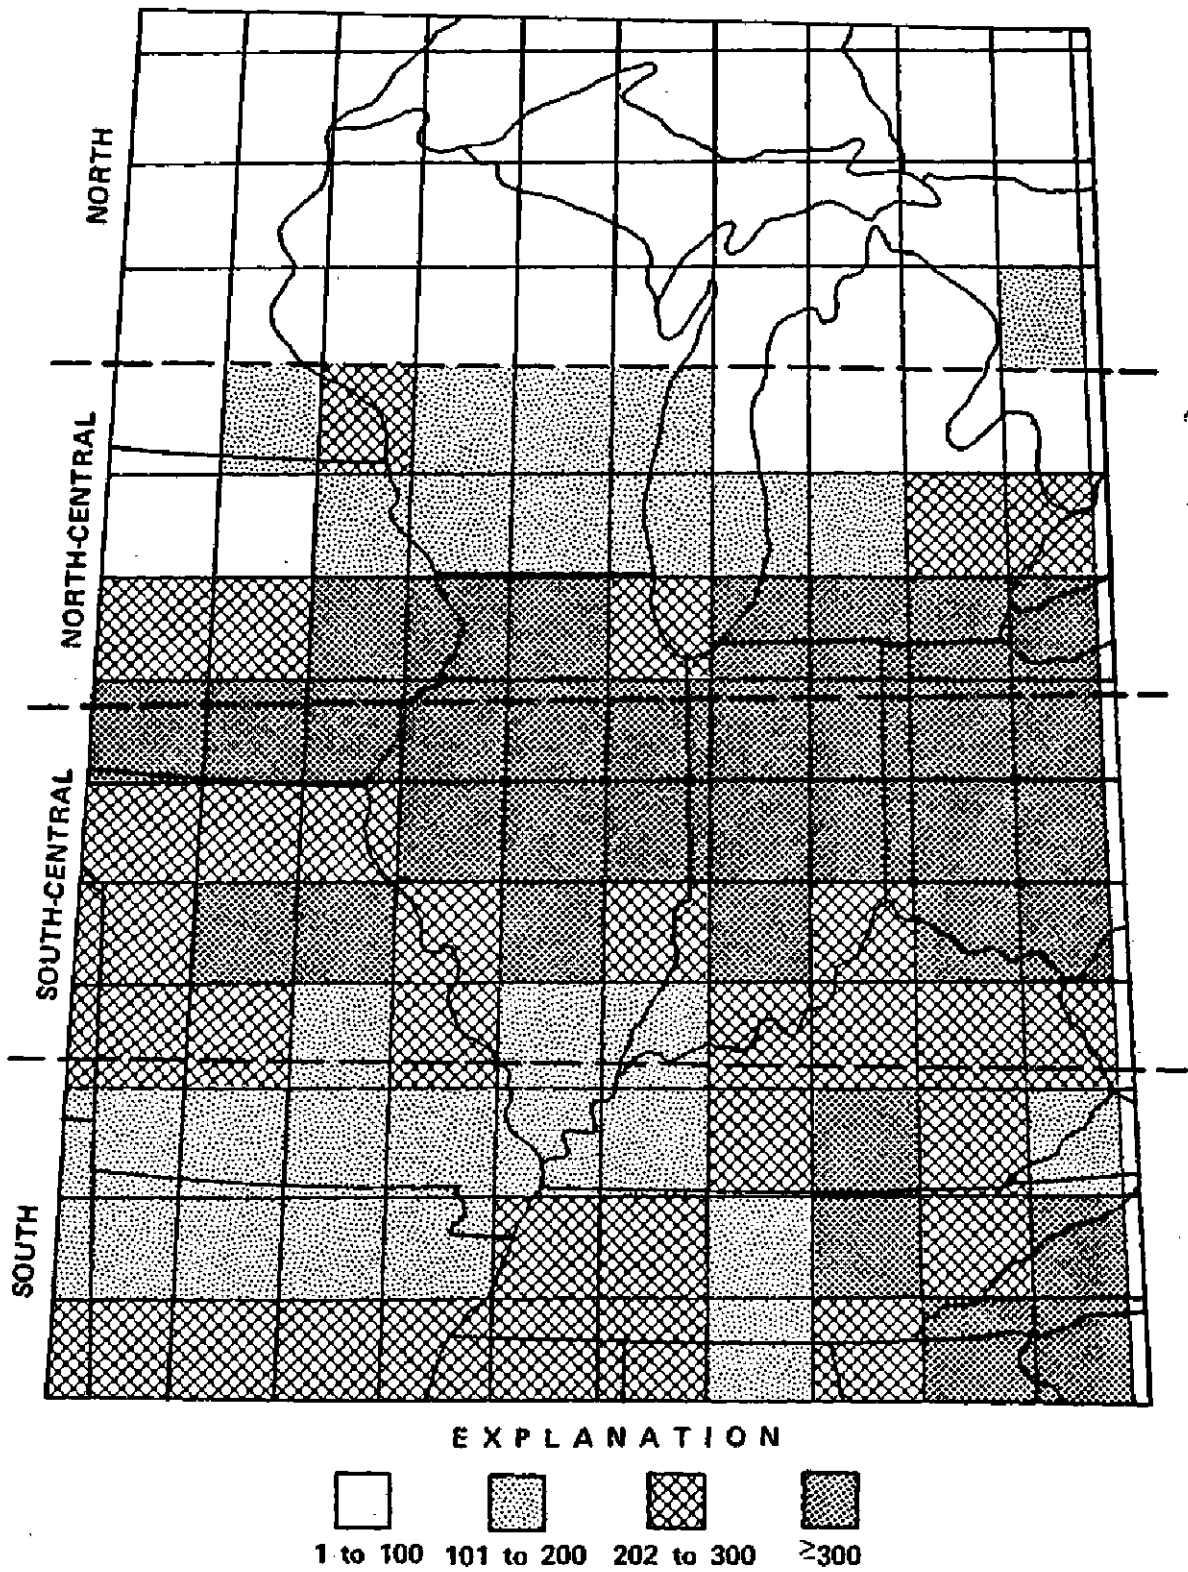 NORTH
NORTH-CENTRAL
SOUTH-CENTRAL
SOUTH
EXPLANATION
1 to 100 101 to 200 202 to 300 ≥300